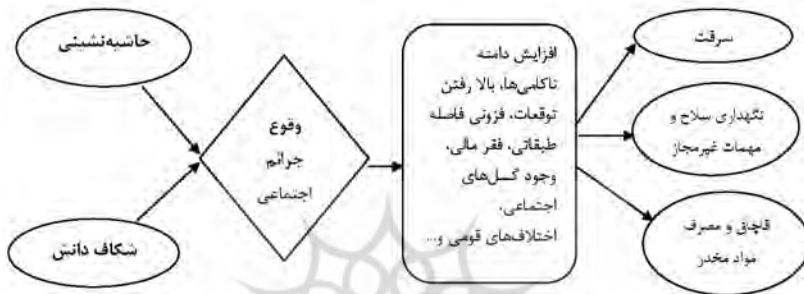 حاشیه‌نشینی
شکاف دانش
وقوع
جرائم
اجتماعی
افزایش دامنه
ناکامی‌ها، بالا رفتن
توقعات، فزونی فاصله
طبقاتی، فقر مالی،
وجود گسل‌های
اجتماعی،
اختلاف‌های قومی و...
سرقت
نگهداری سلاح و
مهمات غیرمجاز
قاچاق و مصرف
مواد مخدر